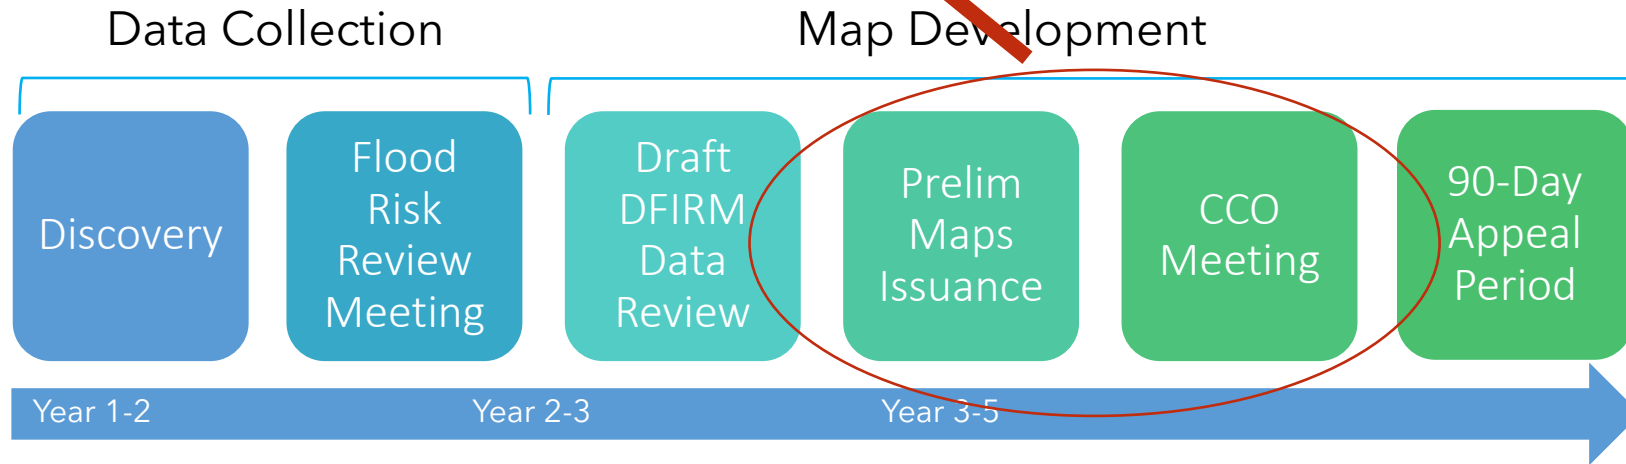 Data Collection
Map Development
Discovery
Flood
Risk
Review
Meeting
Draft
DFIRM
Data
Review
Prelim
Maps
Issuance
CCO
Meeting
90-Day
Appeal
Period
Year 1-2
Year 2-3
Year 3-5